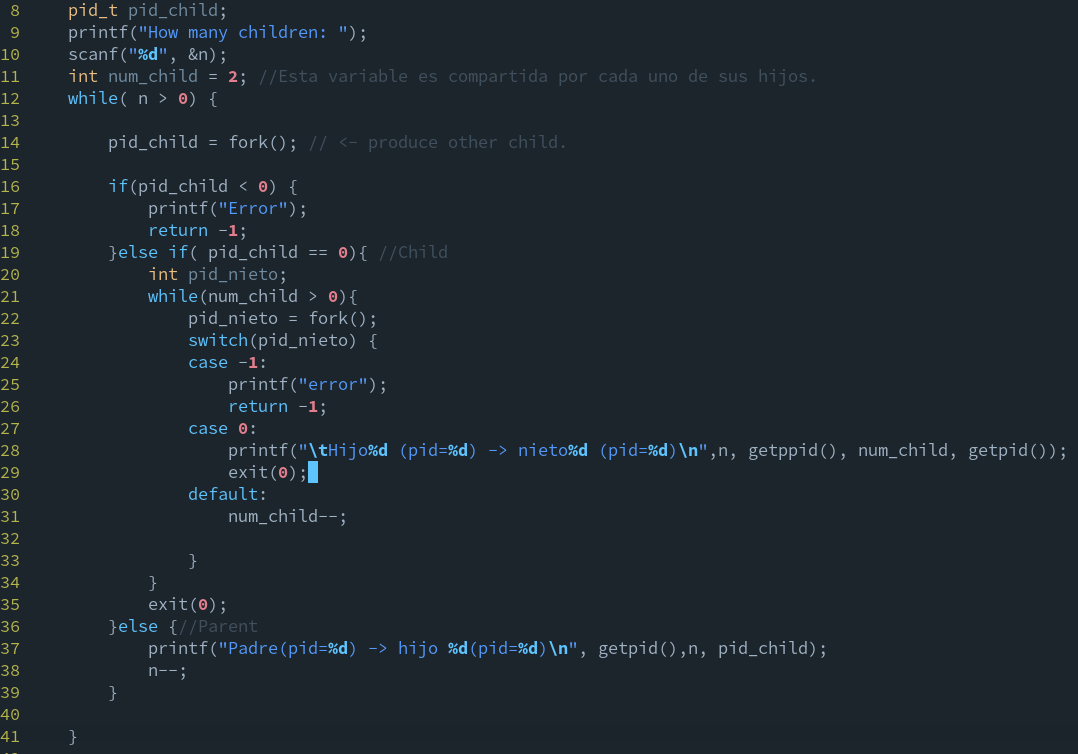 8 pid_t pid_child;
9 printf("How many children: ");
10 scanf("%d", &n);
11 int num_child = 2; //Esta variable es compartida por cada uno de sus hijos.
12 while( n > 0) {
13
14 pid_child = fork(); // <- produce other child.
15
16 if(pid_child < 0) {
17 printf("Error");
18 return -1;
19 }else if( pid_child == 0){ //Child
20 int pid_nieto;
21 while(num_child > 0){
22 pid_nieto = fork();
23 switch(pid_nieto) {
24 case -1:
25 printf("error");
26 return -1;
27 case 0:
28 printf("\tHijo%d (pid=%d) -> nieto%d (pid=%d)\n",n, getppid(), num_child, getpid());
29 exit(0);
30 default:
31 num_child--;
32
33 }
34 }
35 exit(0);
36 }else {//Parent
37 printf("Padre(pid=%d) -> hijo %d(pid=%d)\n", getpid(),n, pid_child);
38 n--;
39 }
40
41 }